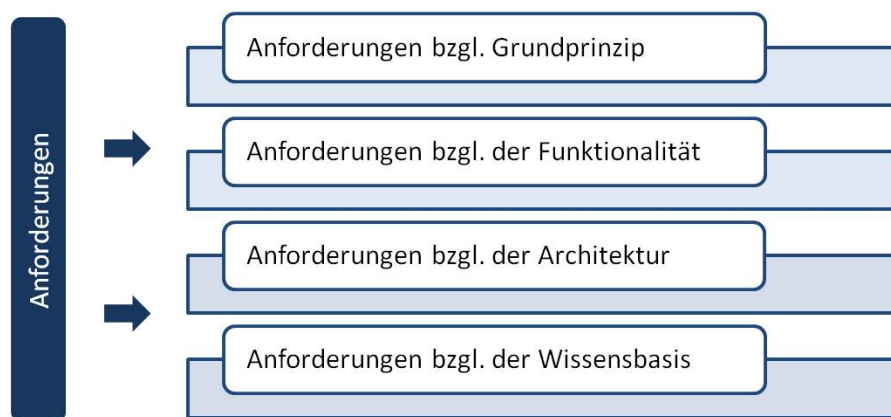 Anforderungen
Anforderungen bzgl. Grundprinzip
Anforderungen bzgl. der Funktionalität
Anforderungen bzgl. der Architektur
Anforderungen bzgl. der Wissensbasis